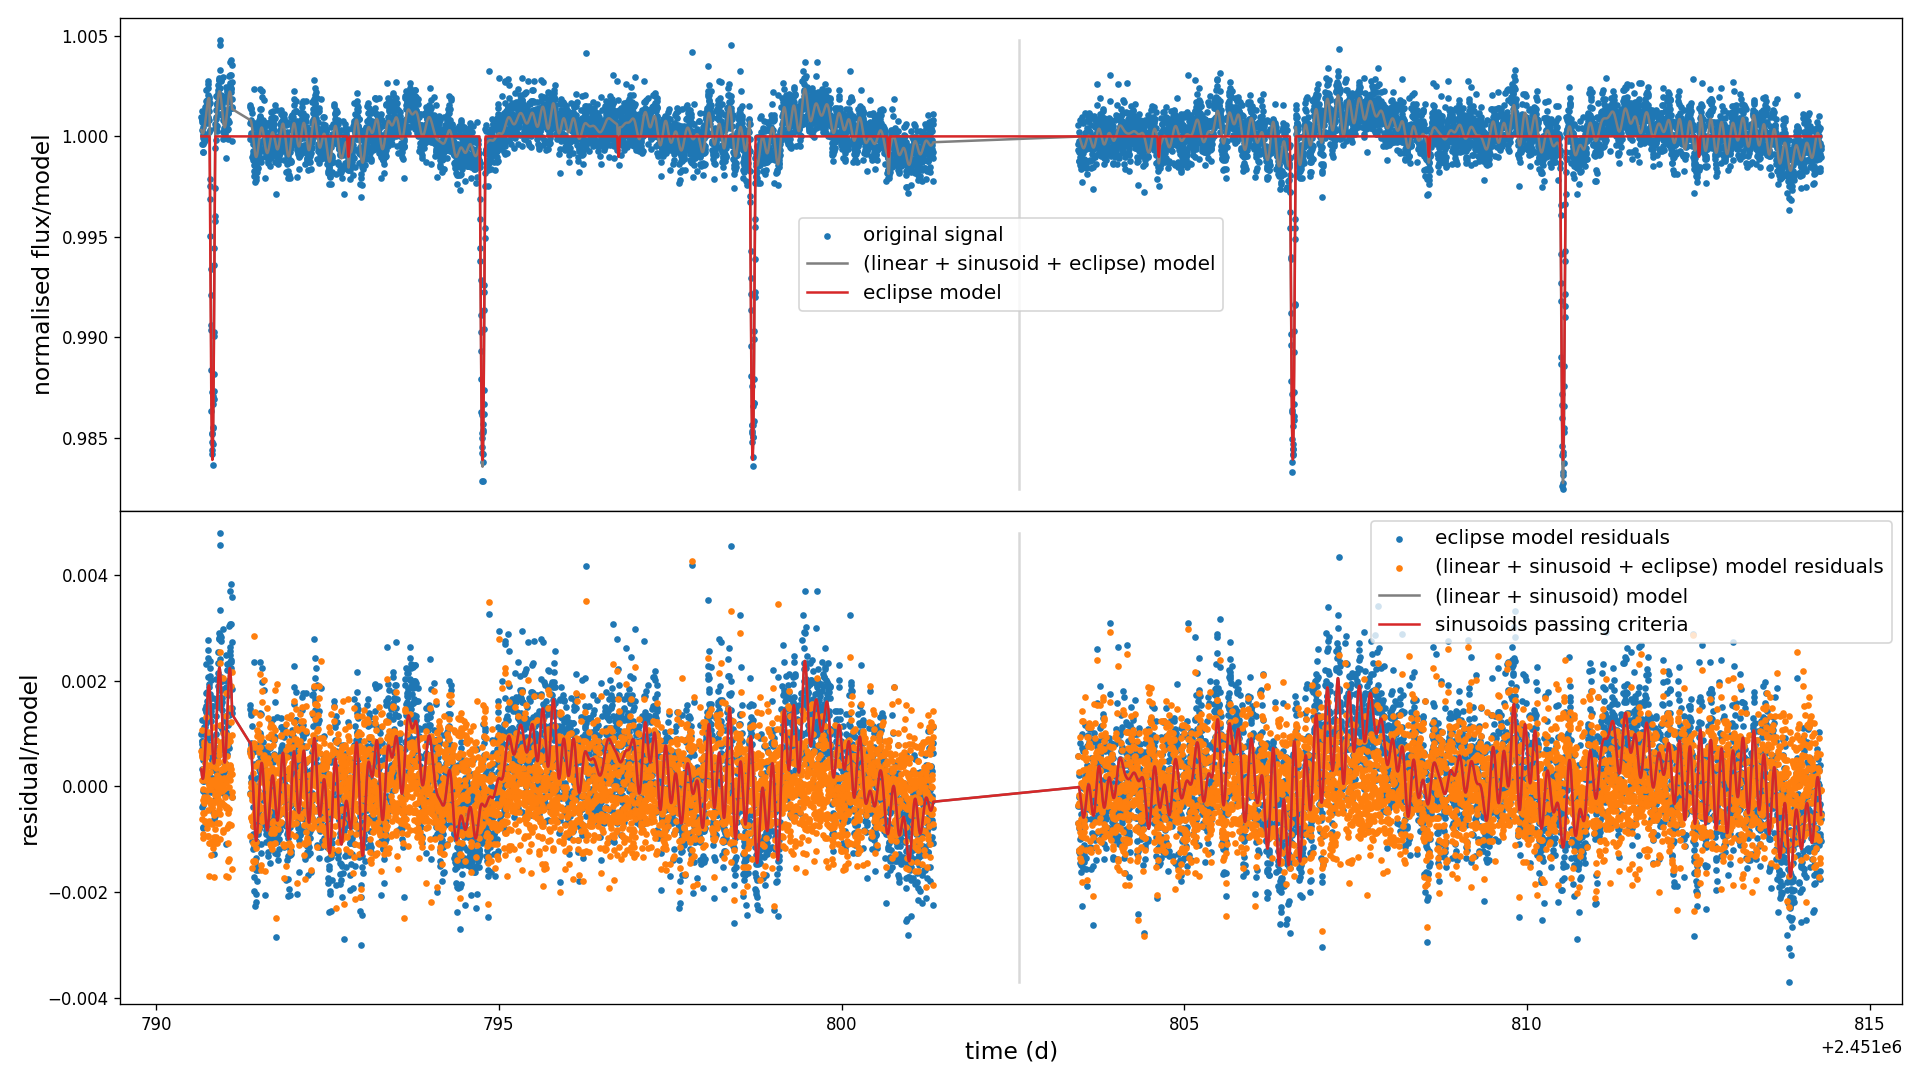 1.005
1.000
0.995
0.990
0.985
normalised flux/model
original signal
(linear + sinusoid + eclipse) model
eclipse model
0.004
0.002
0.000
−0.002
−0.004
residual/model
eclipse model residuals
(linear + sinusoid + eclipse) model residuals
(linear + sinusoid) model
sinusoids passing criteria
790
795
800
805
810
815
time (d)
+2.451e6